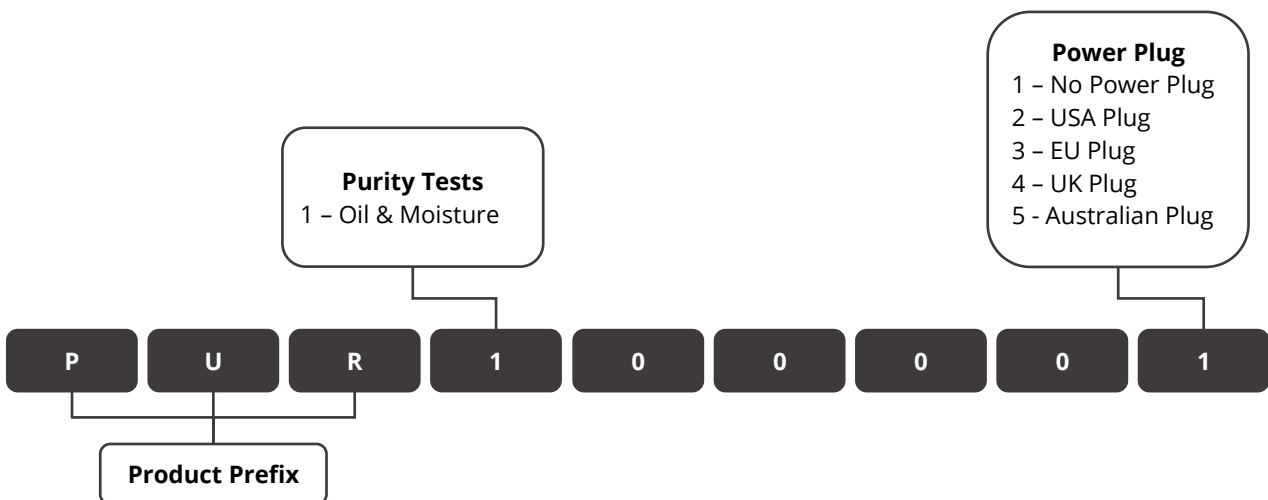 Power Plug
1 – No Power Plug
2 – USA Plug
3 – EU Plug
4 – UK Plug
5 - Australian Plug
Purity Tests
1 – Oil & Moisture
P U R 1 0 0 0 0 1
Product Prefix